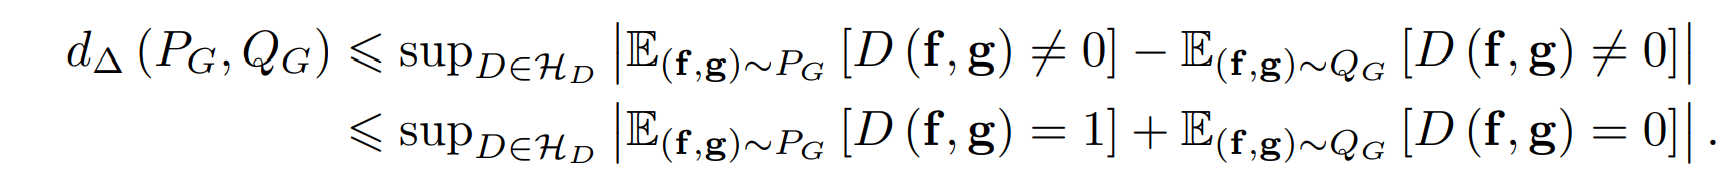 d_Δ (P_G, Q_G) ⩽ sup_{D∈ℋ_D} |𝔼_{(𝐟,𝐠)∼P_G} [D (𝐟, 𝐠) ≠ 0] − 𝔼_{(𝐟,𝐠)∼Q_G} [D (𝐟, 𝐠) ≠ 0]|
⩽ sup_{D∈ℋ_D} |𝔼_{(𝐟,𝐠)∼P_G} [D (𝐟, 𝐠) = 1] + 𝔼_{(𝐟,𝐠)∼Q_G} [D (𝐟, 𝐠) = 0]| .